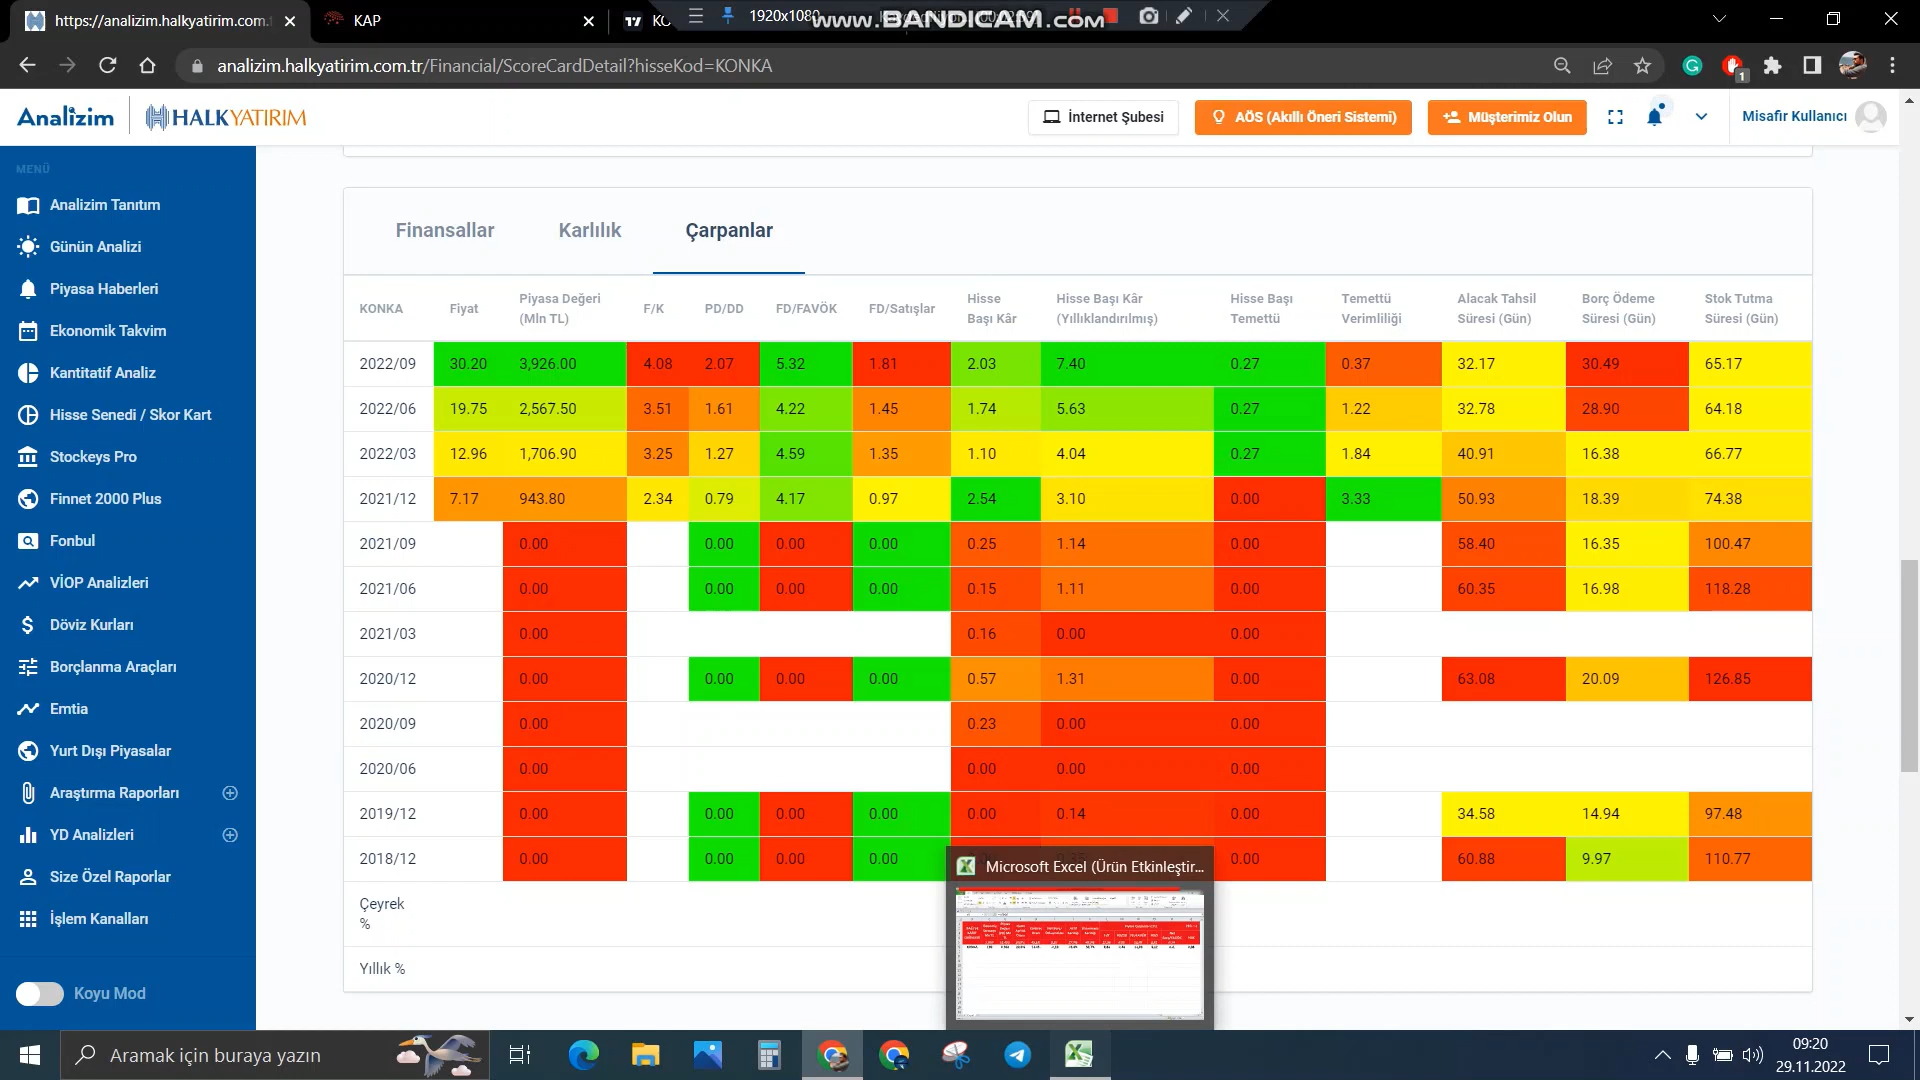 https://analizim.halkyatirim.com.
KAP
KO
1920x1080
www.BANDICAM.com
analizim.halkyatirim.com.tr/Financial/ScoreCardDetail?hisseKod=KONKA
1
Analizim
HALKYATIRIM
İnternet Şubesi
AÖS (Akıllı Öneri Sistemi)
Müşterimiz Olun
Misafir Kullanıcı
MENÜ
Analizim Tanıtım
Günün Analizi
Piyasa Haberleri
Ekonomik Takvim
Kantitatif Analiz
Hisse Senedi / Skor Kart
Stockeys Pro
Finnet 2000 Plus
Fonbul
VİOP Analizleri
Döviz Kurları
Borçlanma Araçları
Emtia
Yurt Dışı Piyasalar
Araştırma Raporları
YD Analizleri
Size Özel Raporlar
İşlem Kanalları
Koyu Mod
Finansallar Karlılık Çarpanlar
KONKA Fiyat Piyasa Değeri (Mln TL) F/K PD/DD FD/FAVÖK FD/Satışlar Hisse Başı Kâr Hisse Başı Kâr (Yıllıklandırılmış) Hisse Başı Temettü Temettü Verimliliği Alacak Tahsil Süresi (Gün) Borç Ödeme Süresi (Gün) Stok Tutma Süresi (Gün)
2022/09 30.20 3,926.00 4.08 2.07 5.32 1.81 2.03 7.40 0.27 0.37 32.17 30.49 65.17
2022/06 19.75 2,567.50 3.51 1.61 4.22 1.45 1.74 5.63 0.27 1.22 32.78 28.90 64.18
2022/03 12.96 1,706.90 3.25 1.27 4.59 1.35 1.10 4.04 0.27 1.84 40.91 16.38 66.77
2021/12 7.17 943.80 2.34 0.79 4.17 0.97 2.54 3.10 0.00 3.33 50.93 18.39 74.38
2021/09 0.00 0.00 0.00 0.00 0.25 1.14 0.00 58.40 16.35 100.47
2021/06 0.00 0.00 0.00 0.00 0.15 1.11 0.00 60.35 16.98 118.28
2021/03 0.00 0.16 0.00 0.00
2020/12 0.00 0.00 0.00 0.00 0.57 1.31 0.00 63.08 20.09 126.85
2020/09 0.00 0.23 0.00 0.00
2020/06 0.00 0.00 0.00 0.00
2019/12 0.00 0.00 0.00 0.00 0.00 0.14 0.00 34.58 14.94 97.48
2018/12 0.00 0.00 0.00 0.00 0.00 60.88 9.97 110.77
Çeyrek %
Yıllık %
Microsoft Excel (Ürün Etkinleştir...
Aramak için buraya yazın
09:20
29.11.2022